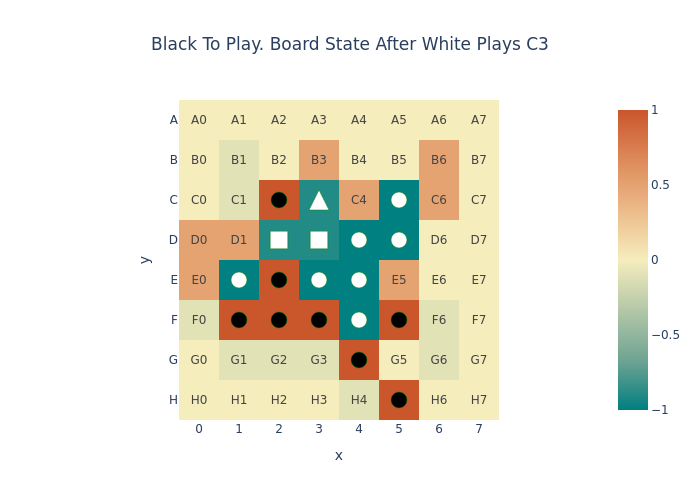 Black To Play. Board State After White Plays C3
A A0 A1 A2 A3 A4 A5 A6 A7
B B0 B1 B2 B3 B4 B5 B6 B7
C C0 C1 C4 C6 C7
D D0 D1 D6 D7
E E0 E5 E6 E7
F F0 F6 F7
G G0 G1 G2 G3 G5 G6 G7
H H0 H1 H2 H3 H4 H6 H7
0 1 2 3 4 5 6 7
x
y
1
0.5
0
−0.5
−1